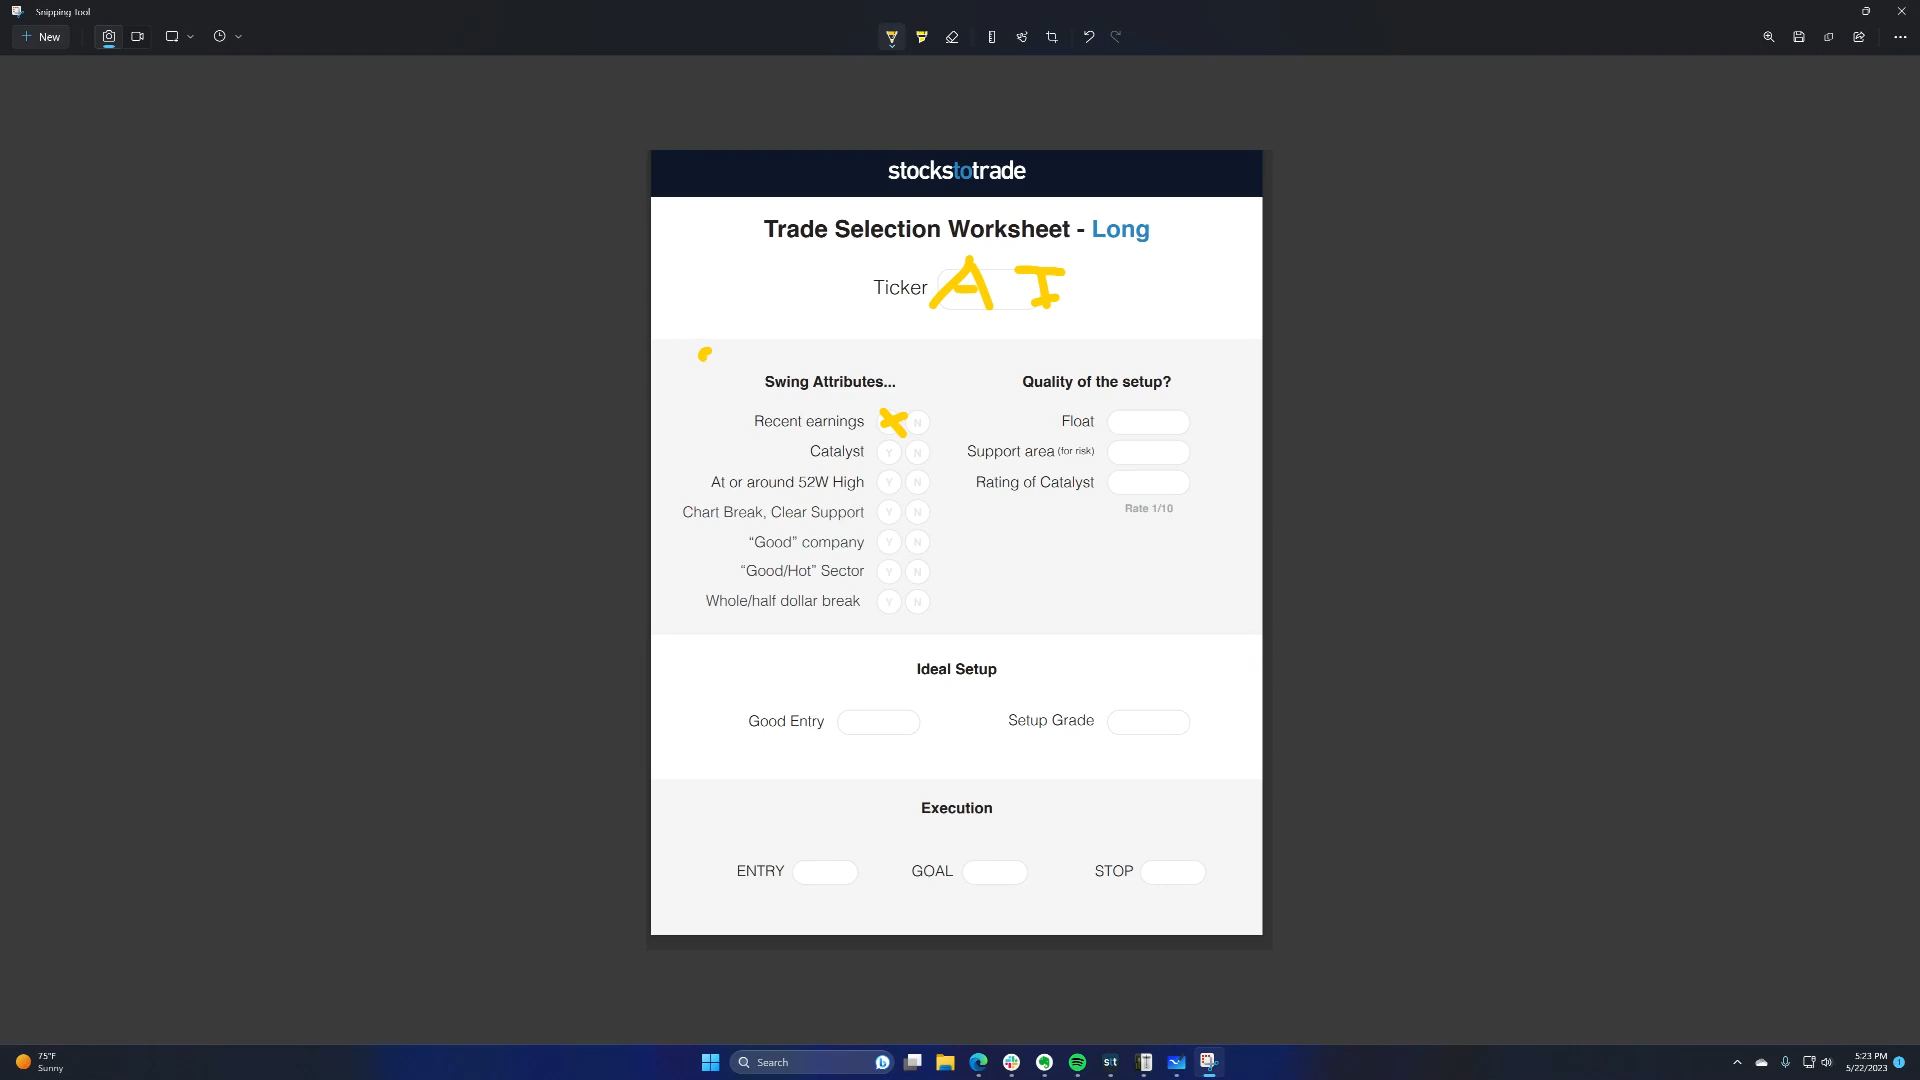 Snipping Tool
New
stockstotrade
Trade Selection Worksheet - Long
Ticker A I
Swing Attributes...
Recent earnings N
Catalyst Y N
At or around 52W High Y N
Chart Break, Clear Support Y N
“Good” company Y N
“Good/Hot” Sector Y N
Whole/half dollar break Y N
Quality of the setup?
Float
Support area (for risk)
Rating of Catalyst
Rate 1/10
Ideal Setup
Good Entry
Setup Grade
Execution
ENTRY
GOAL
STOP
75°F
Sunny
Search
st
5:23 PM
5/22/2023
1